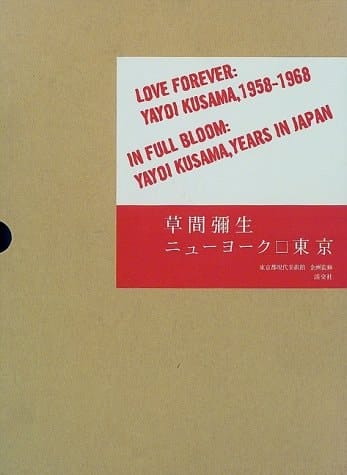 LOVE FOREVER:
YAYOI KUSAMA,1958-1968
IN FULL BLOOM:
YAYOI KUSAMA,YEARS IN JAPAN
草間彌生
ニューヨーク□東京
東京都現代美術館 企画監修
淡交社